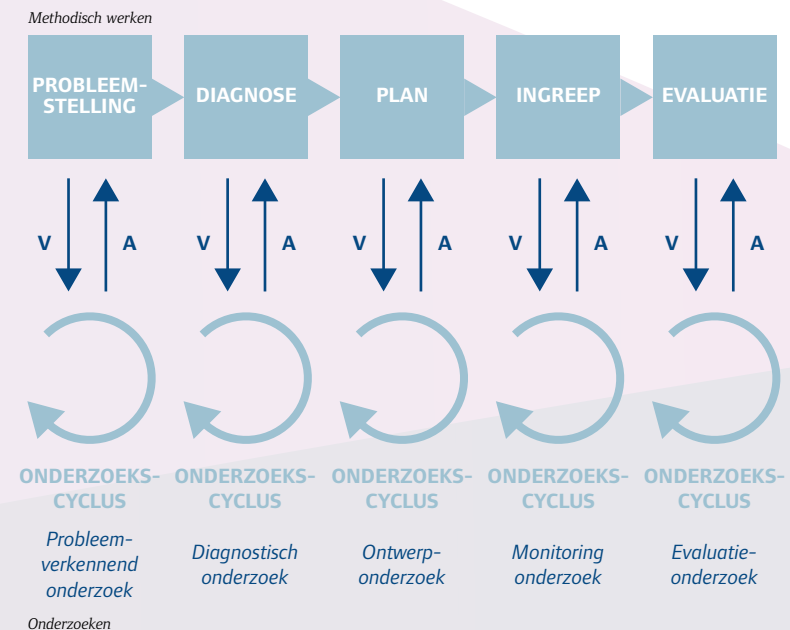 Methodisch werken
PROBLEEM-
STELLING
DIAGNOSE
PLAN
INGREEP
EVALUATIE
V
A
V
A
V
A
V
A
V
A
ONDERZOEKS-
CYCLUS
ONDERZOEKS-
CYCLUS
ONDERZOEKS-
CYCLUS
ONDERZOEKS-
CYCLUS
ONDERZOEKS-
CYCLUS
Probleem-
verkennend
onderzoek
Diagnostisch
onderzoek
Ontwerp-
onderzoek
Monitoring
onderzoek
Evaluatie-
onderzoek
Onderzoeken